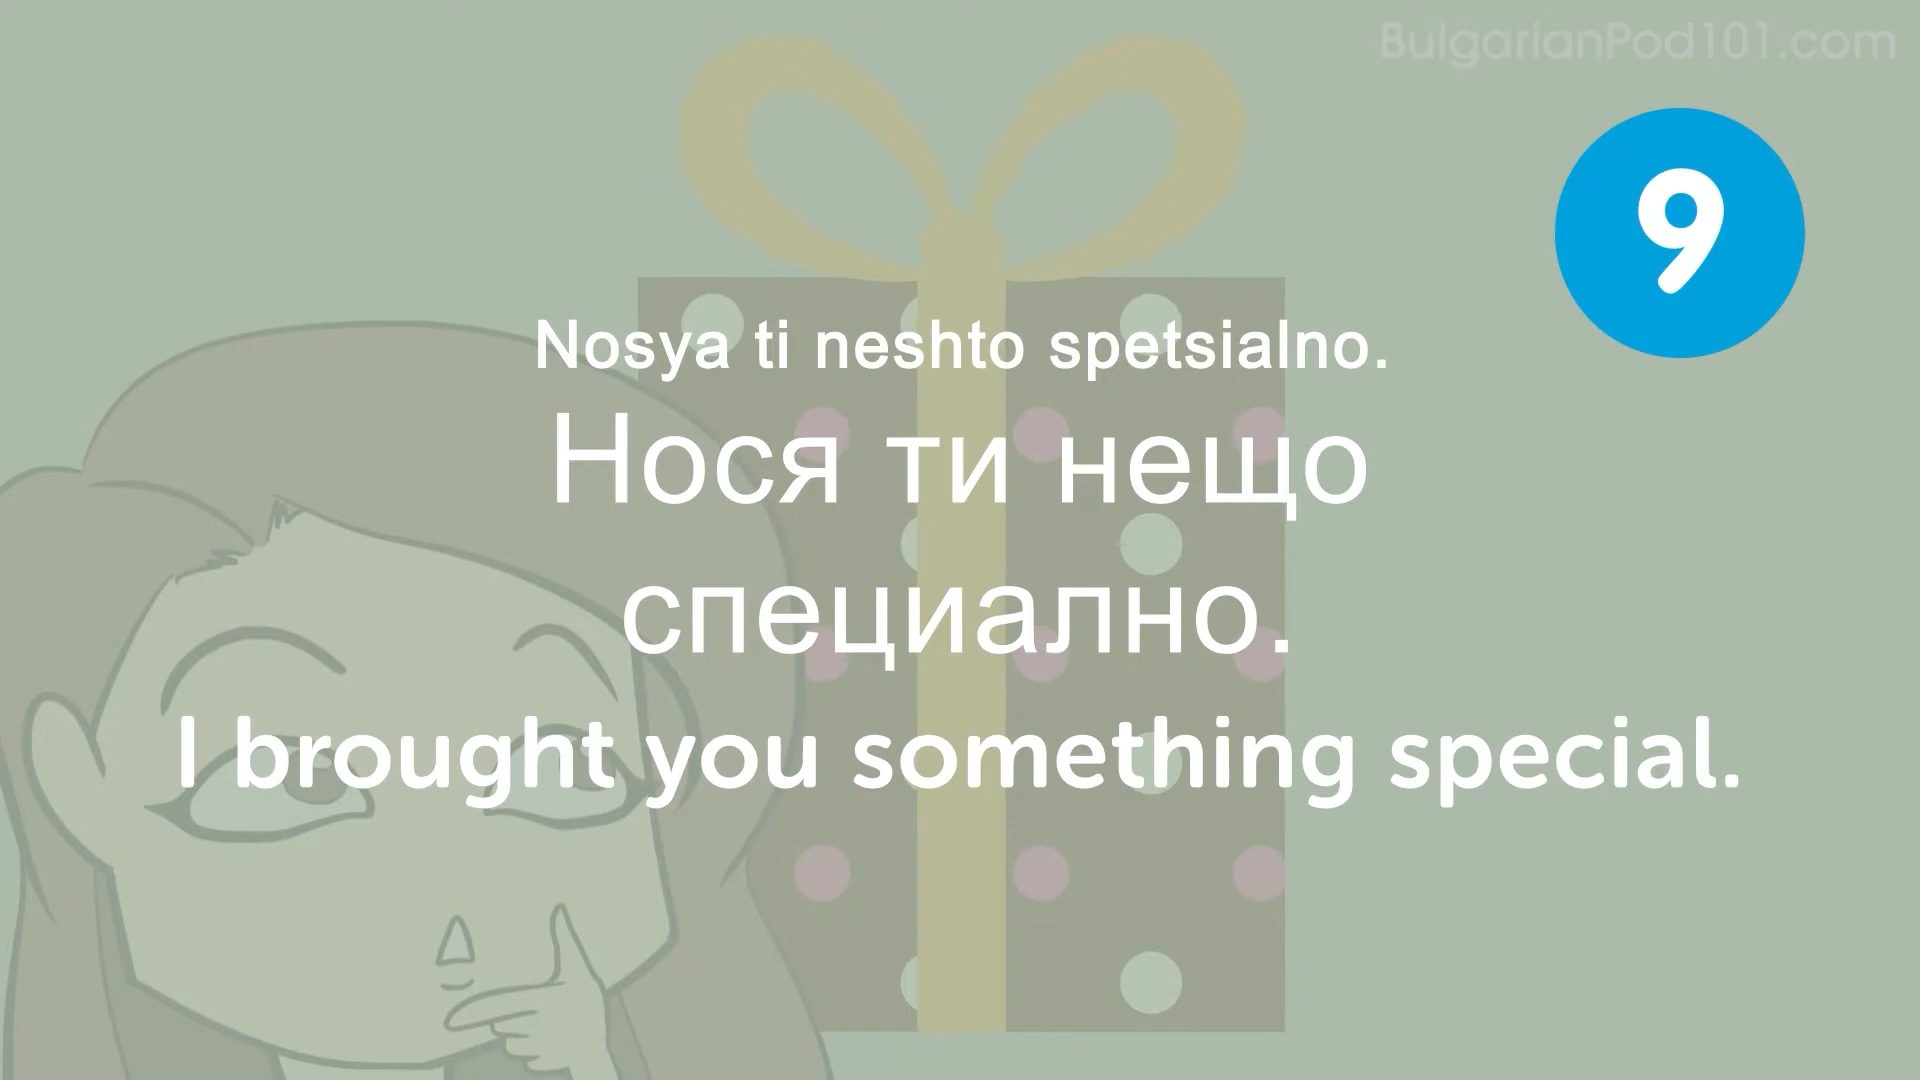 BulgarianPod101.com
9
Nosya ti neshto spetsialno.
Нося ти нещо
специално.
I brought you something special.